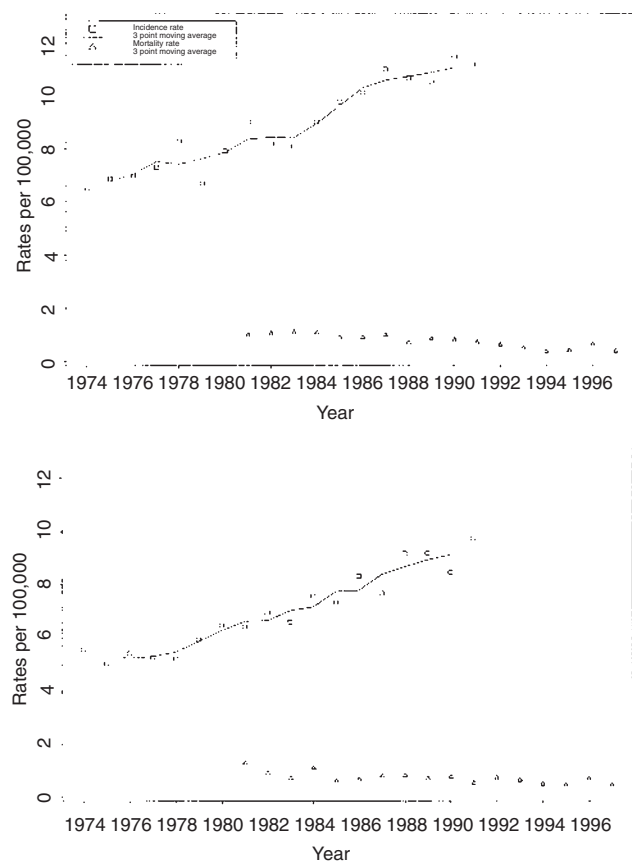 Incidence rate
3 point moving average
Mortality rate
3 point moving average
12
10
8
6
4
2
0
Rates per 100,000
1974 1976 1978 1980 1982 1984 1986 1988 1990 1992 1994 1996
Year
12
10
8
6
4
2
0
Rates per 100,000
1974 1976 1978 1980 1982 1984 1986 1988 1990 1992 1994 1996
Year